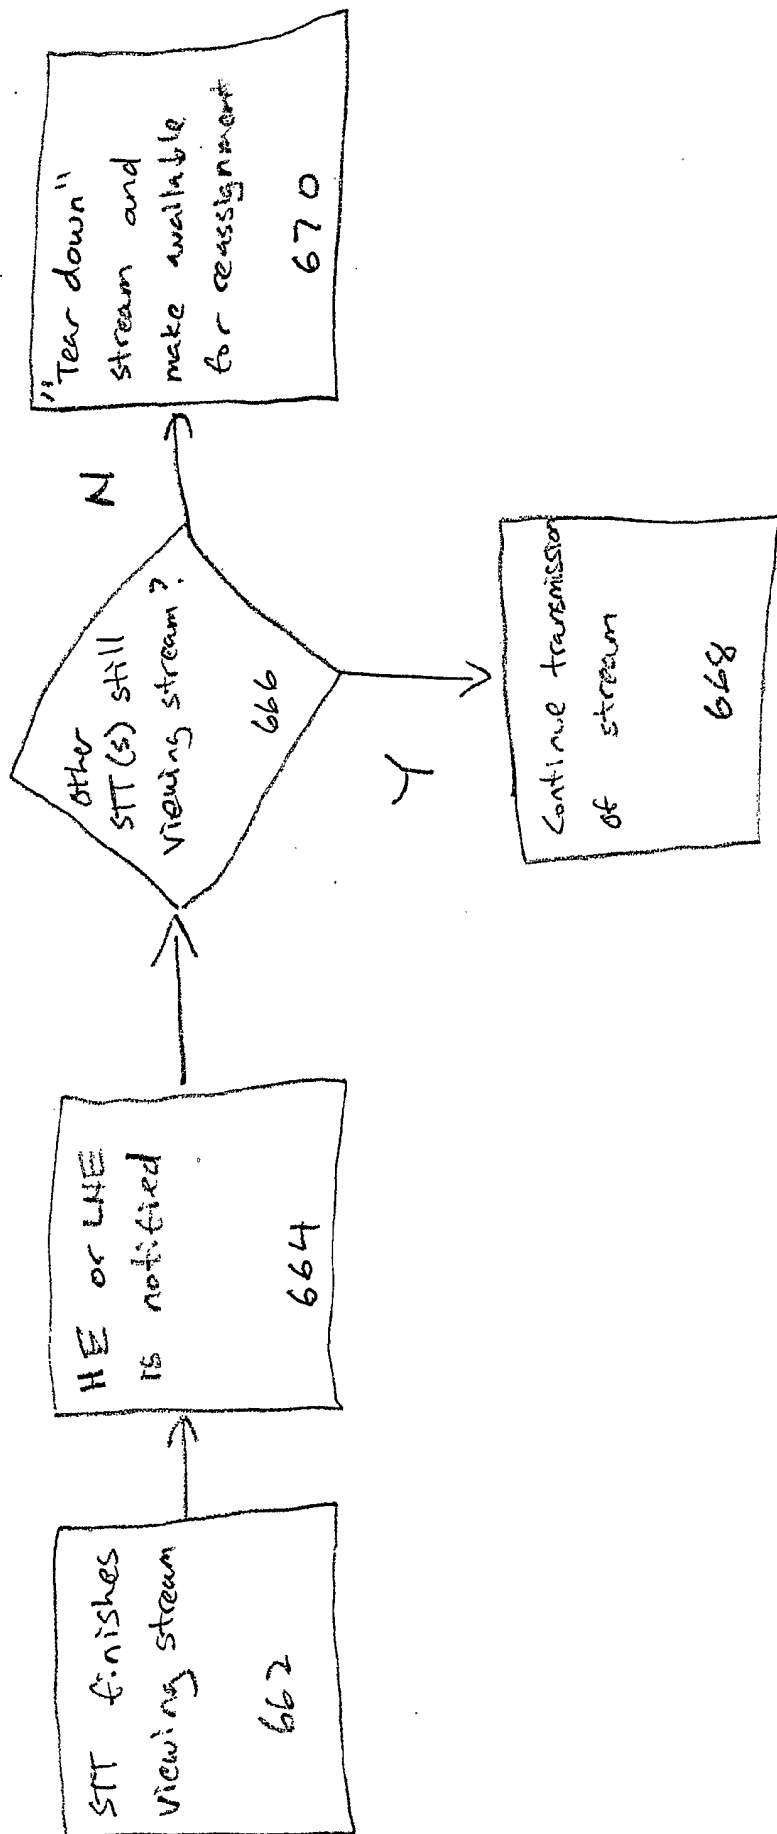 STT finishes
viewing stream
662
HE or LNE
is notified
664
Other
STT(s) still
viewing stream?
666
N
"Tear down"
stream and
make available
for reassignment
670
Y
Continue transmission
of stream
668